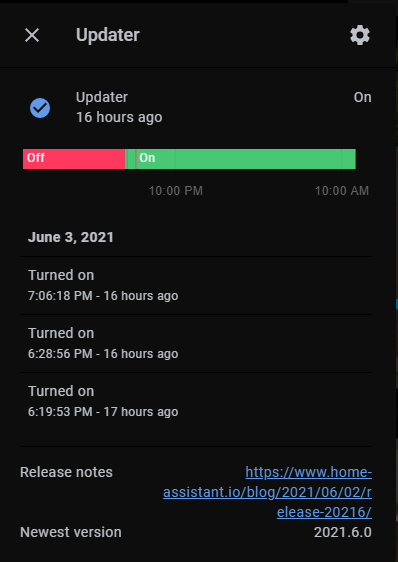 Updater
Updater
On
16 hours ago
Off
On
10:00 PM
10:00 AM
June 3, 2021
Turned on
7:06:18 PM - 16 hours ago
Turned on
6:28:56 PM - 16 hours ago
Turned on
6:19:53 PM - 17 hours ago
Release notes
https://www.home-
assistant.io/blog/2021/06/02/r
elease-20216/
Newest version
2021.6.0